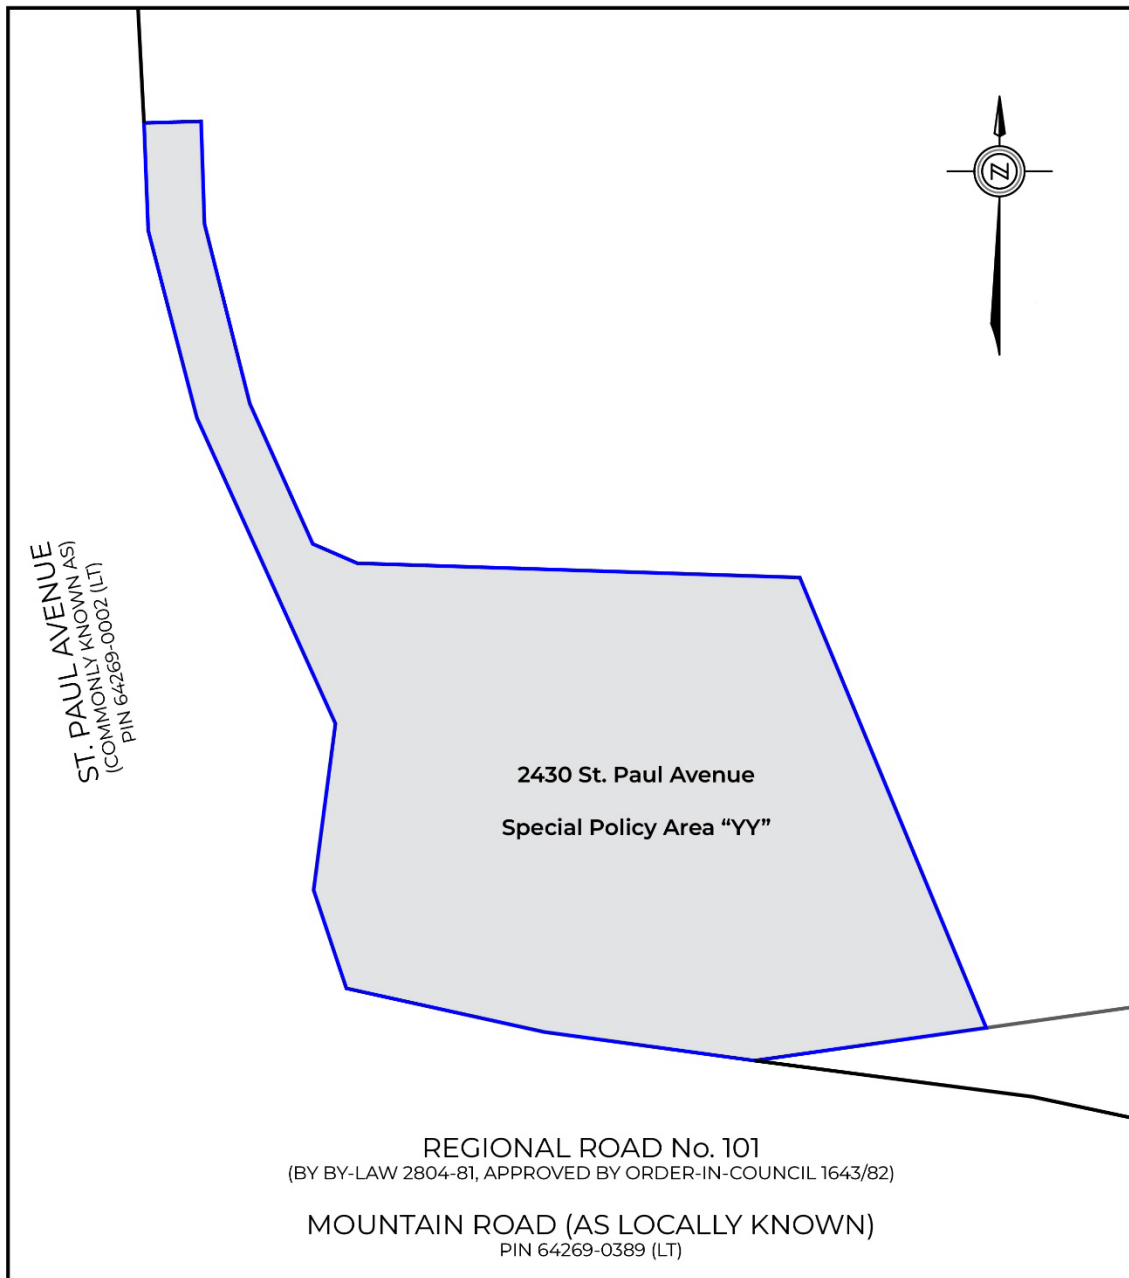 N
ST. PAUL AVENUE
(COMMONLY KNOWN AS)
PIN 64269-0002 (LT)
2430 St. Paul Avenue
Special Policy Area “YY”
REGIONAL ROAD No. 101
(BY BY-LAW 2804-81, APPROVED BY ORDER-IN-COUNCIL 1643/82)
MOUNTAIN ROAD (AS LOCALLY KNOWN)
PIN 64269-0389 (LT)